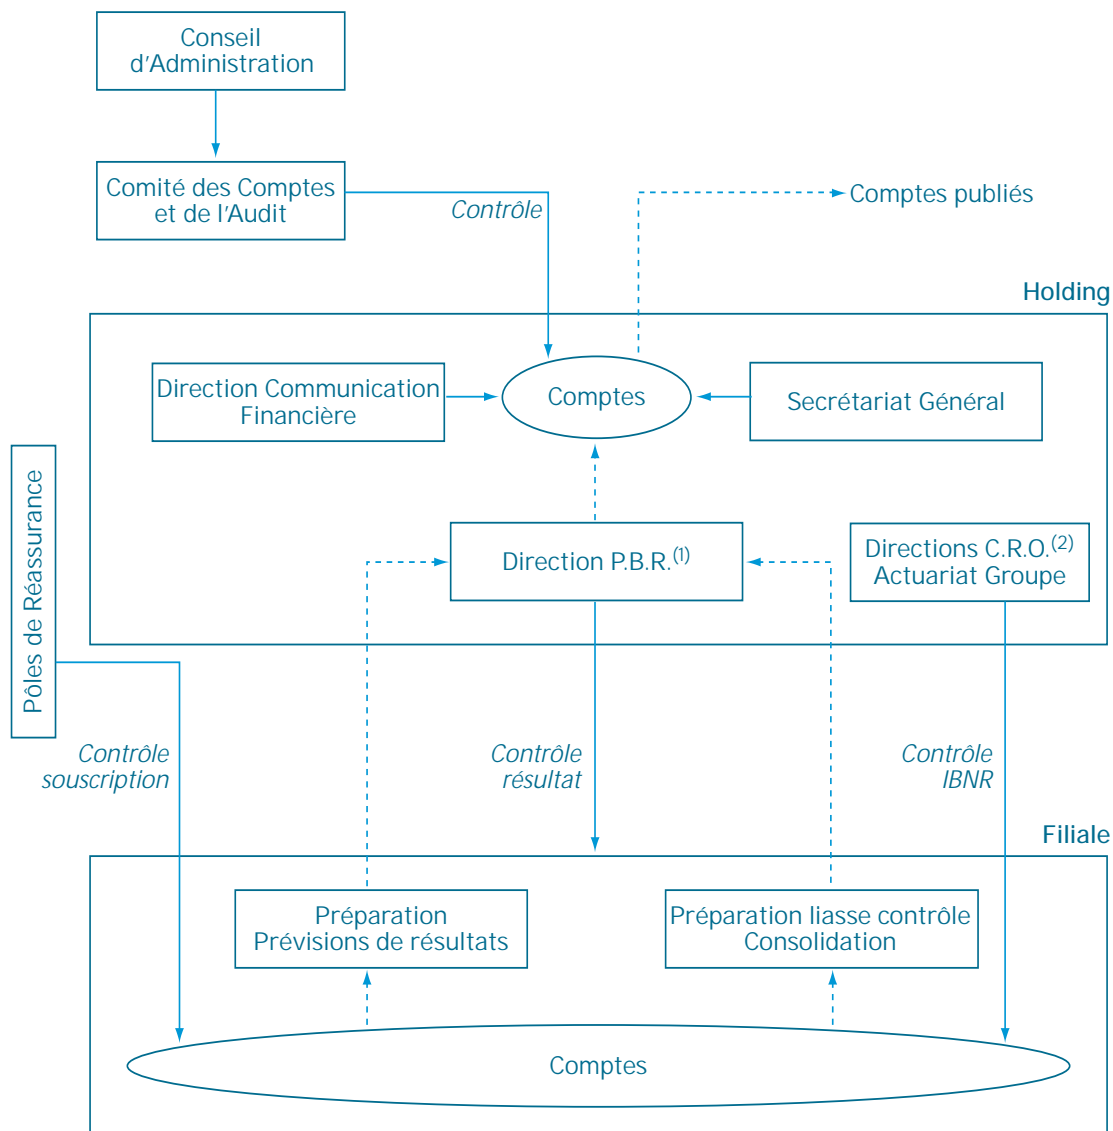 Conseil
d'Administration
Comité des Comptes
et de l'Audit
Contrôle
Comptes publiés
Holding
Direction Communication
Financière
Comptes
Secrétariat Général
Pôles de Réassurance
Direction P.B.R.(1)
Directions C.R.O.(2)
Actuariat Groupe
Contrôle
souscription
Contrôle
résultat
Contrôle
IBNR
Filiale
Préparation
Prévisions de résultats
Préparation liasse contrôle
Consolidation
Comptes